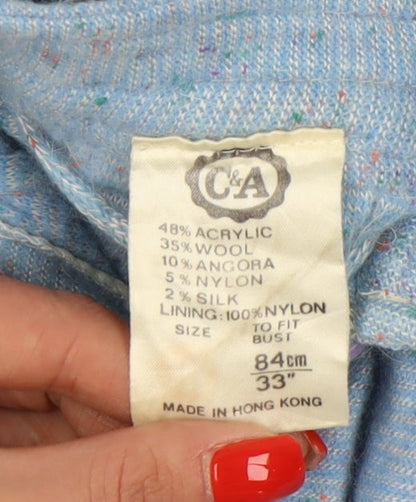 C&A
48% ACRYLIC
35% WOOL
10% ANGORA
5% NYLON
2% SILK
LINING: 100% NYLON
SIZE TO FIT
BUST
84cm
33"
MADE IN HONG KONG